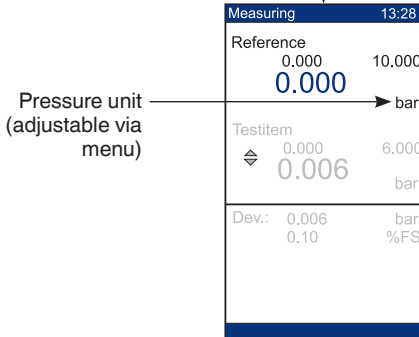 Measuring 13:28
Reference
0.000 10.000
0.000
Pressure unit
(adjustable via
menu)
bar
Testitem
0.000 6.000
0.006
bar
Dev.: 0,006 bar
0.10 %FS